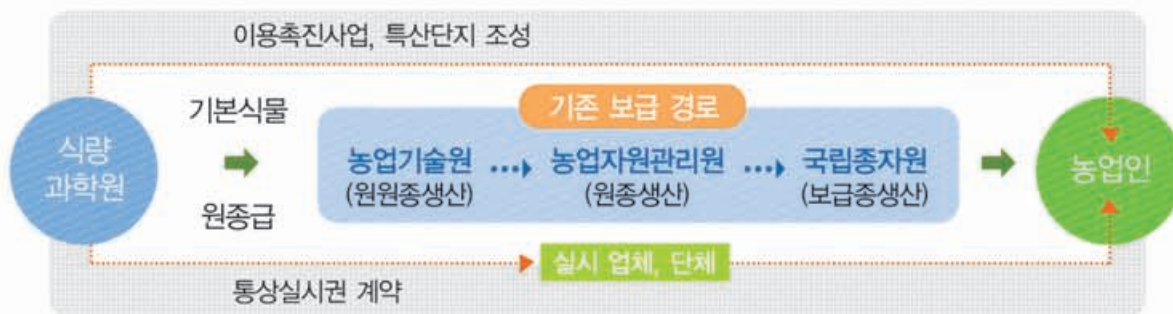 이용촉진사업, 특산단지 조성
식량
과학원
기본식물
원종급
기존 보급 경로
농업기술원
(원원종생산)
농업자원관리원
(원종생산)
국립종자원
(보급종생산)
농업인
실시 업체, 단체
통상실시권 계약